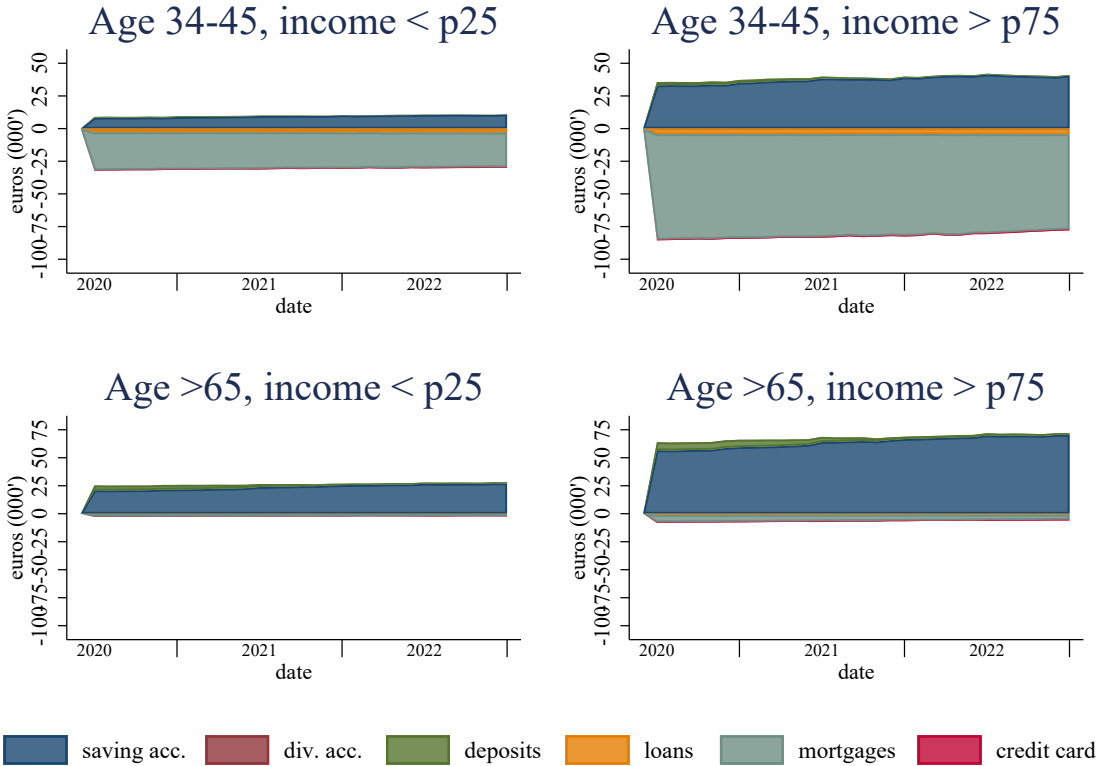 Age 34-45, income < p25
50
25
0
-25
-50
-75
-100
euros (000')
2020
2021
2022
date
Age 34-45, income > p75
50
25
0
-25
-50
-75
-100
euros (000')
2020
2021
2022
date
Age >65, income < p25
75
50
25
0
-25
-50
-75
-100
euros (000')
2020
2021
2022
date
Age >65, income > p75
75
50
25
0
-25
-50
-75
-100
euros (000')
2020
2021
2022
date
saving acc.
div. acc.
deposits
loans
mortgages
credit card